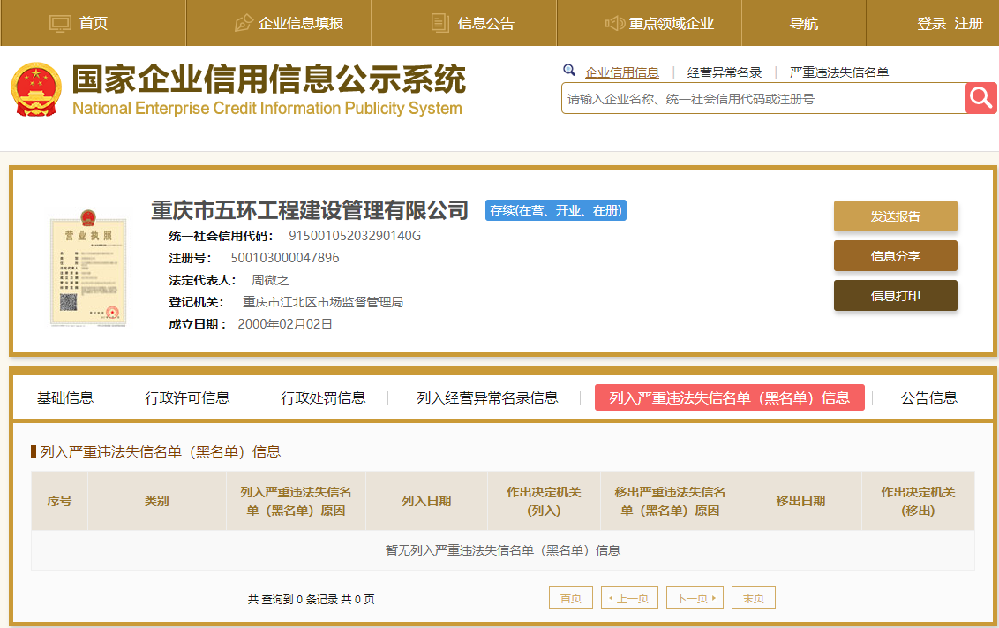 首页 企业信息填报 信息公告 重点领域企业 导航 登录 注册
国家企业信用信息公示系统
National Enterprise Credit Information Publicity System
企业信用信息 | 经营异常名录 | 严重违法失信名单
请输入企业名称、统一社会信用代码或注册号
重庆市五环工程建设管理有限公司 存续(在营、开业、在册)
统一社会信用代码： 91500105203290140G
注册号： 500103000047896
法定代表人： 周微之
登记机关： 重庆市江北区市场监督管理局
成立日期： 2000年02月02日
营业执照
发送报告
信息分享
信息打印
基础信息 行政许可信息 行政处罚信息 列入经营异常名录信息 列入严重违法失信名单（黑名单）信息 公告信息
列入严重违法失信名单（黑名单）信息
序号 类别 列入严重违法失信名单（黑名单）原因 列入日期 作出决定机关(列入) 移出严重违法失信名单（黑名单）原因 移出日期 作出决定机关(移出)
暂无列入严重违法失信名单（黑名单）信息
共 查询到 0 条记录 共 0 页 首页 上一页 下一页 末页